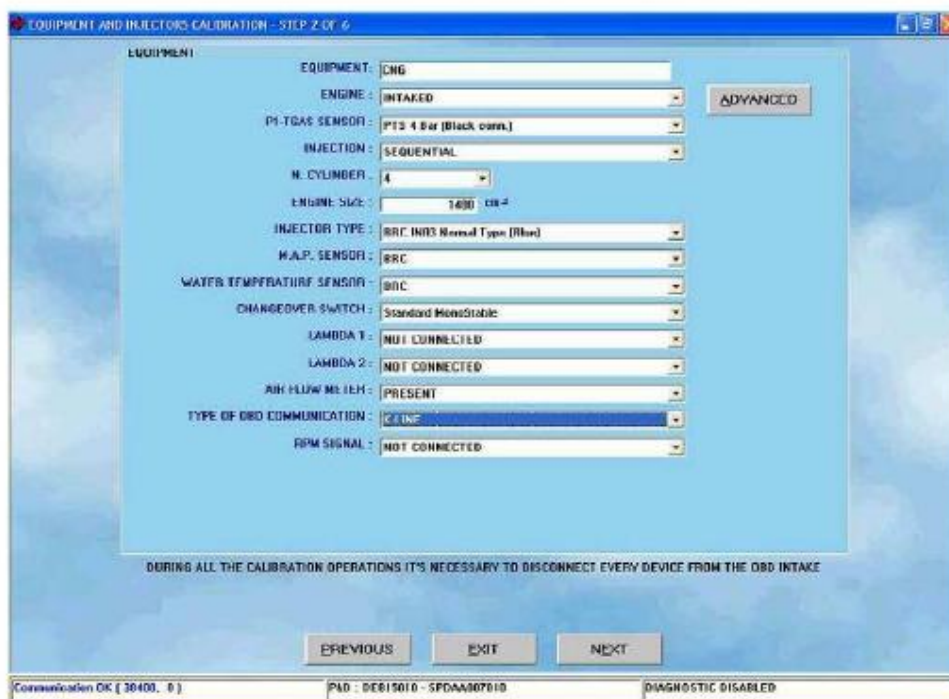 EQUIPMENT AND INJECTORS CALIBRATION - STEP 2 OF 6
EQUIPMENT
EQUIPMENT: CNG
ENGINE : INTAKED
ADVANCED
P1-TGAS SENSOR : PTS 4 Bar (Black conn.)
INJECTION : SEQUENTIAL
N. CYLINDER : 4
ENGINE SIZE : 1400
INJECTOR TYPE : BRC IN03 Normal Type (Blue)
M.A.P. SENSOR : BRC
WATER TEMPERATURE SENSOR : BRC
CHANGEOVER SWITCH : Standard MonoStable
LAMBDA 1 : NOT CONNECTED
LAMBDA 2 : NOT CONNECTED
AIR FLOW METER : PRESENT
TYPE OF OBD COMMUNICATION : K LINE
RPM SIGNAL : NOT CONNECTED
DURING ALL THE CALIBRATION OPERATIONS IT'S NECESSARY TO DISCONNECT EVERY DEVICE FROM THE OBD INTAKE
PREVIOUS EXIT NEXT
Communication OK ( 38400, 8 ) P&D : DE815010 - SPDAA007010 DIAGNOSTIC DISABLED